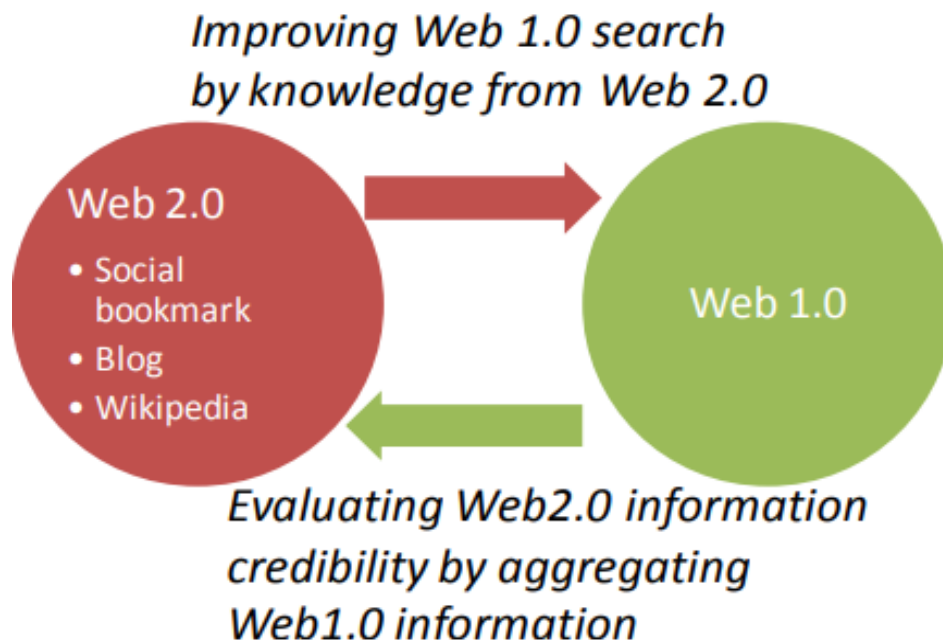 Improving Web 1.0 search
by knowledge from Web 2.0
Web 2.0
• Social
bookmark
• Blog
• Wikipedia
Web 1.0
Evaluating Web2.0 information
credibility by aggregating
Web1.0 information